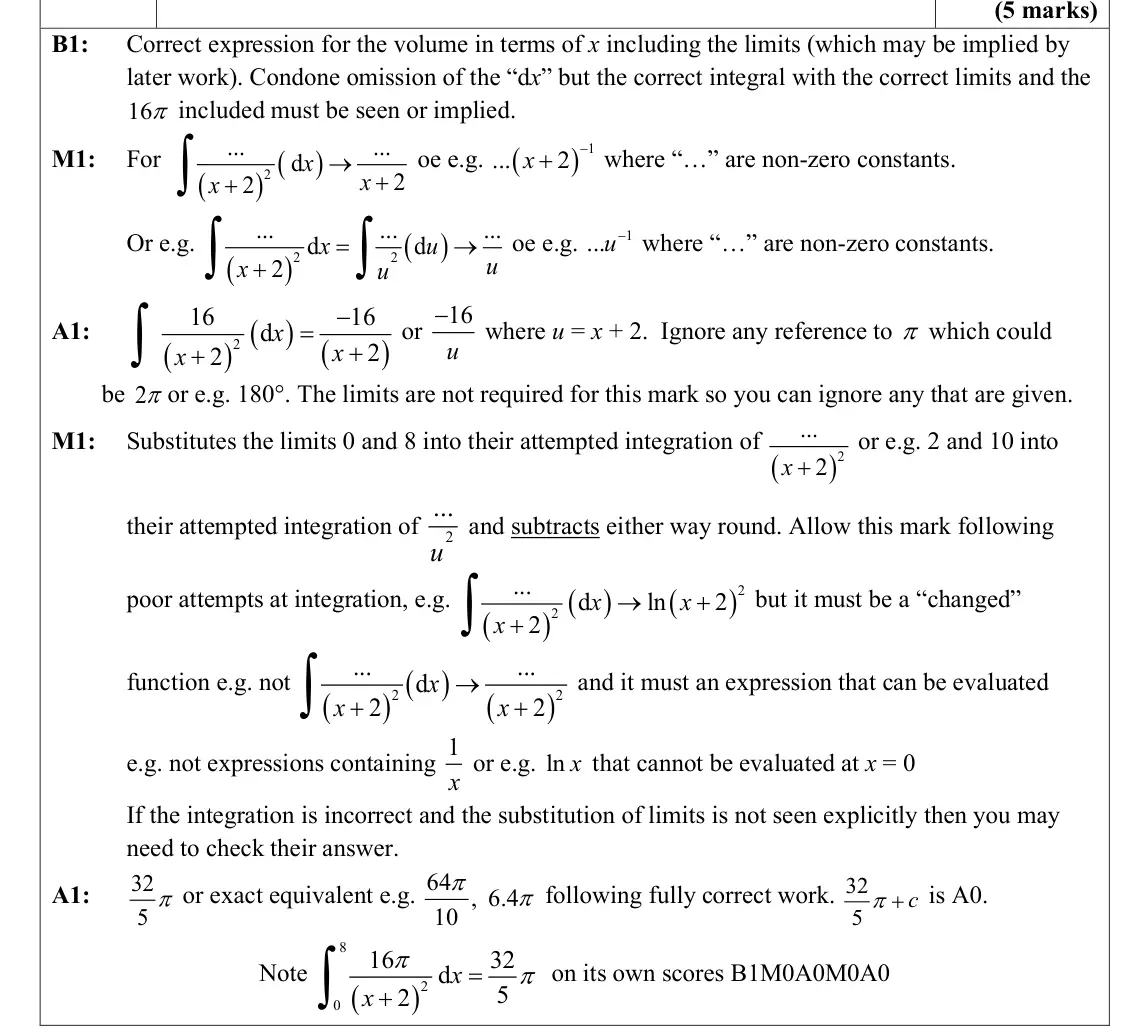 (5 marks)
B1: Correct expression for the volume in terms of x including the limits (which may be implied by
later work). Condone omission of the “dx” but the correct integral with the correct limits and the
16π included must be seen or implied.
M1: For ∫ .../(x+2)² (dx) → .../(x+2) oe e.g. ...(x+2)⁻¹ where “…” are non-zero constants.
Or e.g. ∫ .../(x+2)² dx = ∫ .../u² (du) → .../u oe e.g. ...u⁻¹ where “…” are non-zero constants.
A1: ∫ 16/(x+2)² (dx) = −16/(x+2) or −16/u where u = x + 2. Ignore any reference to π which could
be 2π or e.g. 180°. The limits are not required for this mark so you can ignore any that are given.
M1: Substitutes the limits 0 and 8 into their attempted integration of .../(x+2)² or e.g. 2 and 10 into
their attempted integration of .../u² and subtracts either way round. Allow this mark following
poor attempts at integration, e.g. ∫ .../(x+2)² (dx) → ln(x+2)² but it must be a “changed”
function e.g. not ∫ .../(x+2)² (dx) → .../(x+2)² and it must an expression that can be evaluated
e.g. not expressions containing 1/x or e.g. ln x that cannot be evaluated at x = 0
If the integration is incorrect and the substitution of limits is not seen explicitly then you may
need to check their answer.
A1: 32/5 π or exact equivalent e.g. 64π/10, 6.4π following fully correct work. 32/5 π + c is A0.
Note ∫₀⁸ 16π/(x+2)² dx = 32/5 π on its own scores B1M0A0M0A0